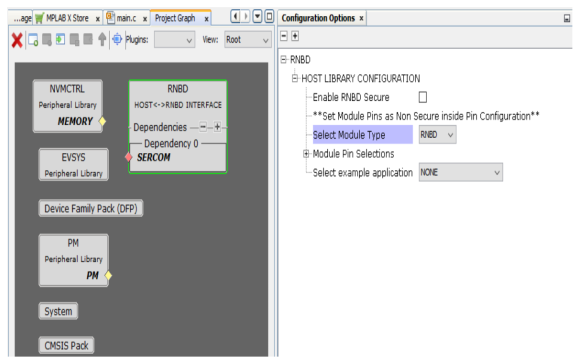 ...age MPLAB X Store x main.c x Project Graph x
Plugins: View: Root
NVMCTRL
Peripheral Library
MEMORY
RNBD
HOST<->RNBD INTERFACE
Dependencies
Dependency 0
SERCOM
EVSYS
Peripheral Library
Device Family Pack (DFP)
PM
Peripheral Library
PM
System
CMSIS Pack
Configuration Options x
RNBD
HOST LIBRARY CONFIGURATION
Enable RNBD Secure
**Set Module Pins as Non Secure inside Pin Configuration**
Select Module Type RNBD
Module Pin Selections
Select example application NONE